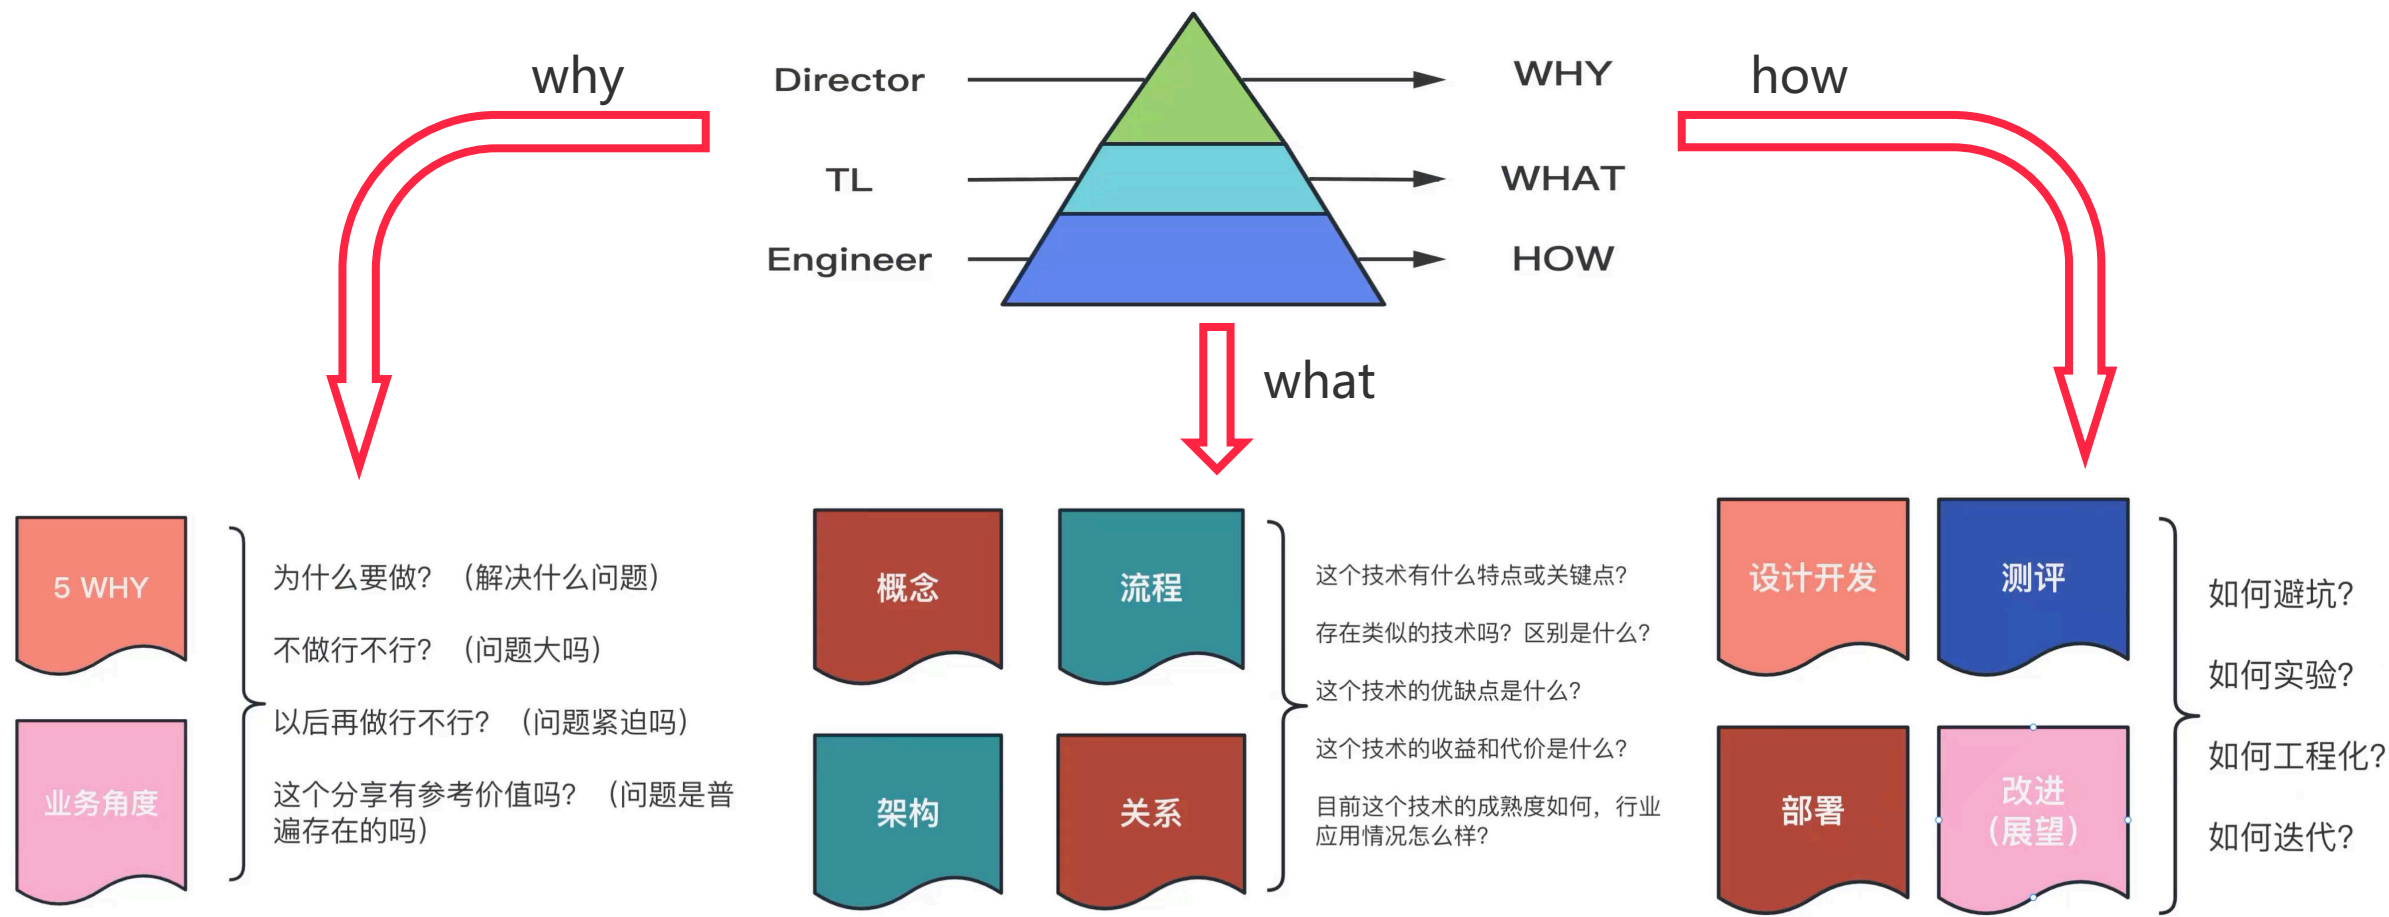 why
Director
WHY
how
TL
WHAT
Engineer
HOW
what
5 WHY
业务角度
为什么要做？（解决什么问题）
不做行不行？（问题大吗）
以后再做行不行？（问题紧迫吗）
这个分享有参考价值吗？（问题是普
遍存在的吗）
概念
流程
架构
关系
这个技术有什么特点或关键点？
存在类似的技术吗？区别是什么？
这个技术的优缺点是什么？
这个技术的收益和代价是什么？
目前这个技术的成熟度如何，行业
应用情况怎么样？
设计开发
测评
部署
改进
（展望）
如何避坑？
如何实验？
如何工程化？
如何迭代？